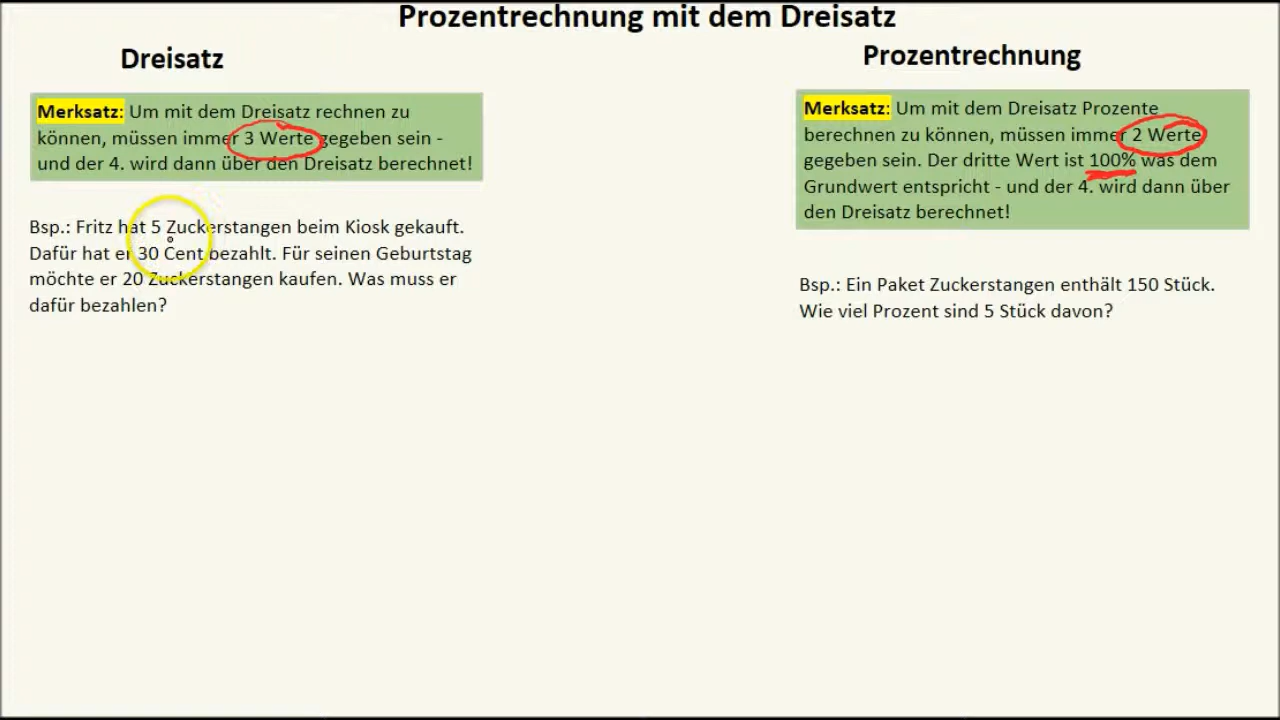 Prozentrechnung mit dem Dreisatz
Dreisatz
Merksatz: Um mit dem Dreisatz rechnen zu
können, müssen immer 3 Werte gegeben sein -
und der 4. wird dann über den Dreisatz berechnet!
Bsp.: Fritz hat 5 Zuckerstangen beim Kiosk gekauft.
Dafür hat er 30 Cent bezahlt. Für seinen Geburtstag
möchte er 20 Zuckerstangen kaufen. Was muss er
dafür bezahlen?
Prozentrechnung
Merksatz: Um mit dem Dreisatz Prozente
berechnen zu können, müssen immer 2 Werte
gegeben sein. Der dritte Wert ist 100% was dem
Grundwert entspricht - und der 4. wird dann über
den Dreisatz berechnet!
Bsp.: Ein Paket Zuckerstangen enthält 150 Stück.
Wie viel Prozent sind 5 Stück davon?